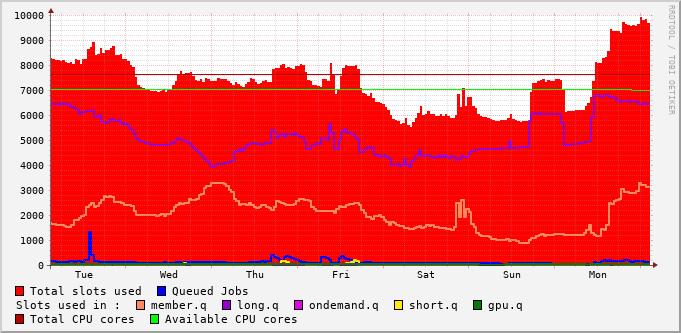 10000
9000
8000
7000
6000
5000
4000
3000
2000
1000
0
Tue Wed Thu Fri Sat Sun Mon
RRDTOOL / TOBI OETIKER
Total slots used Queued Jobs
Slots used in : member.q long.q ondemand.q short.q gpu.q
Total CPU cores Available CPU cores